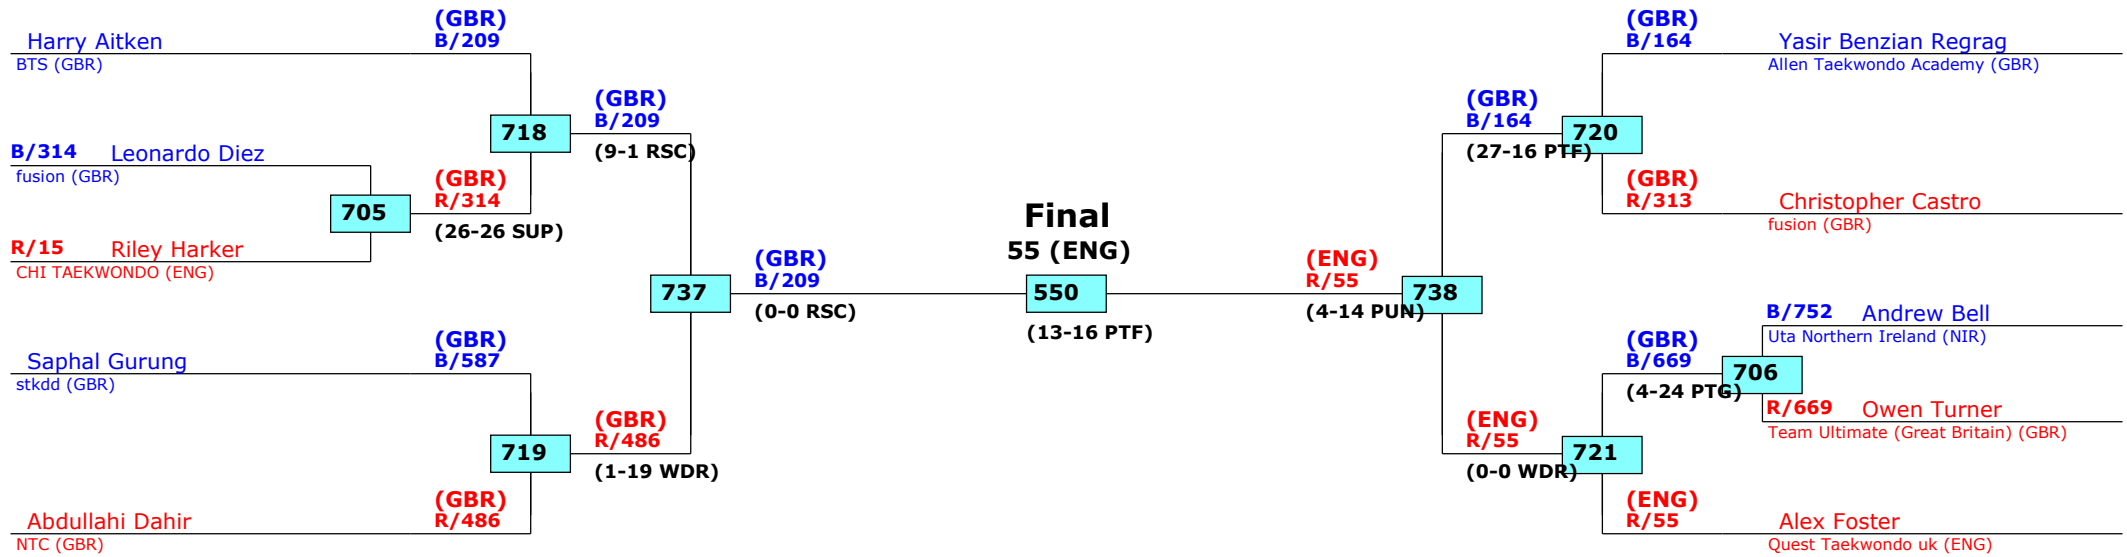 (GBR)
B/209
Harry Aitken
BTS (GBR)
(GBR)
B/209
718
(9-1 RSC)
B/314 Leonardo Diez
fusion (GBR)
(GBR)
R/314
705
(26-26 SUP)
R/15 Riley Harker
CHI TAEKWONDO (ENG)
(GBR)
B/209
737
(0-0 RSC)
(GBR)
B/587
Saphal Gurung
stkdd (GBR)
(GBR)
R/486
719
(1-19 WDR)
(GBR)
R/486
Abdullahi Dahir
NTC (GBR)
Final
55 (ENG)
550
(13-16 PTF)
(ENG)
R/55
738
(4-14 PUN)
(GBR)
B/164
Yasir Benzian Regrag
Allen Taekwondo Academy (GBR)
(GBR)
B/164
720
(27-16 PTF)
(GBR)
R/313
Christopher Castro
fusion (GBR)
B/752 Andrew Bell
Uta Northern Ireland (NIR)
(GBR)
B/669
706
(4-24 PTG)
R/669 Owen Turner
Team Ultimate (Great Britain) (GBR)
(ENG)
R/55
721
(0-0 WDR)
(ENG)
R/55
Alex Foster
Quest Taekwondo uk (ENG)